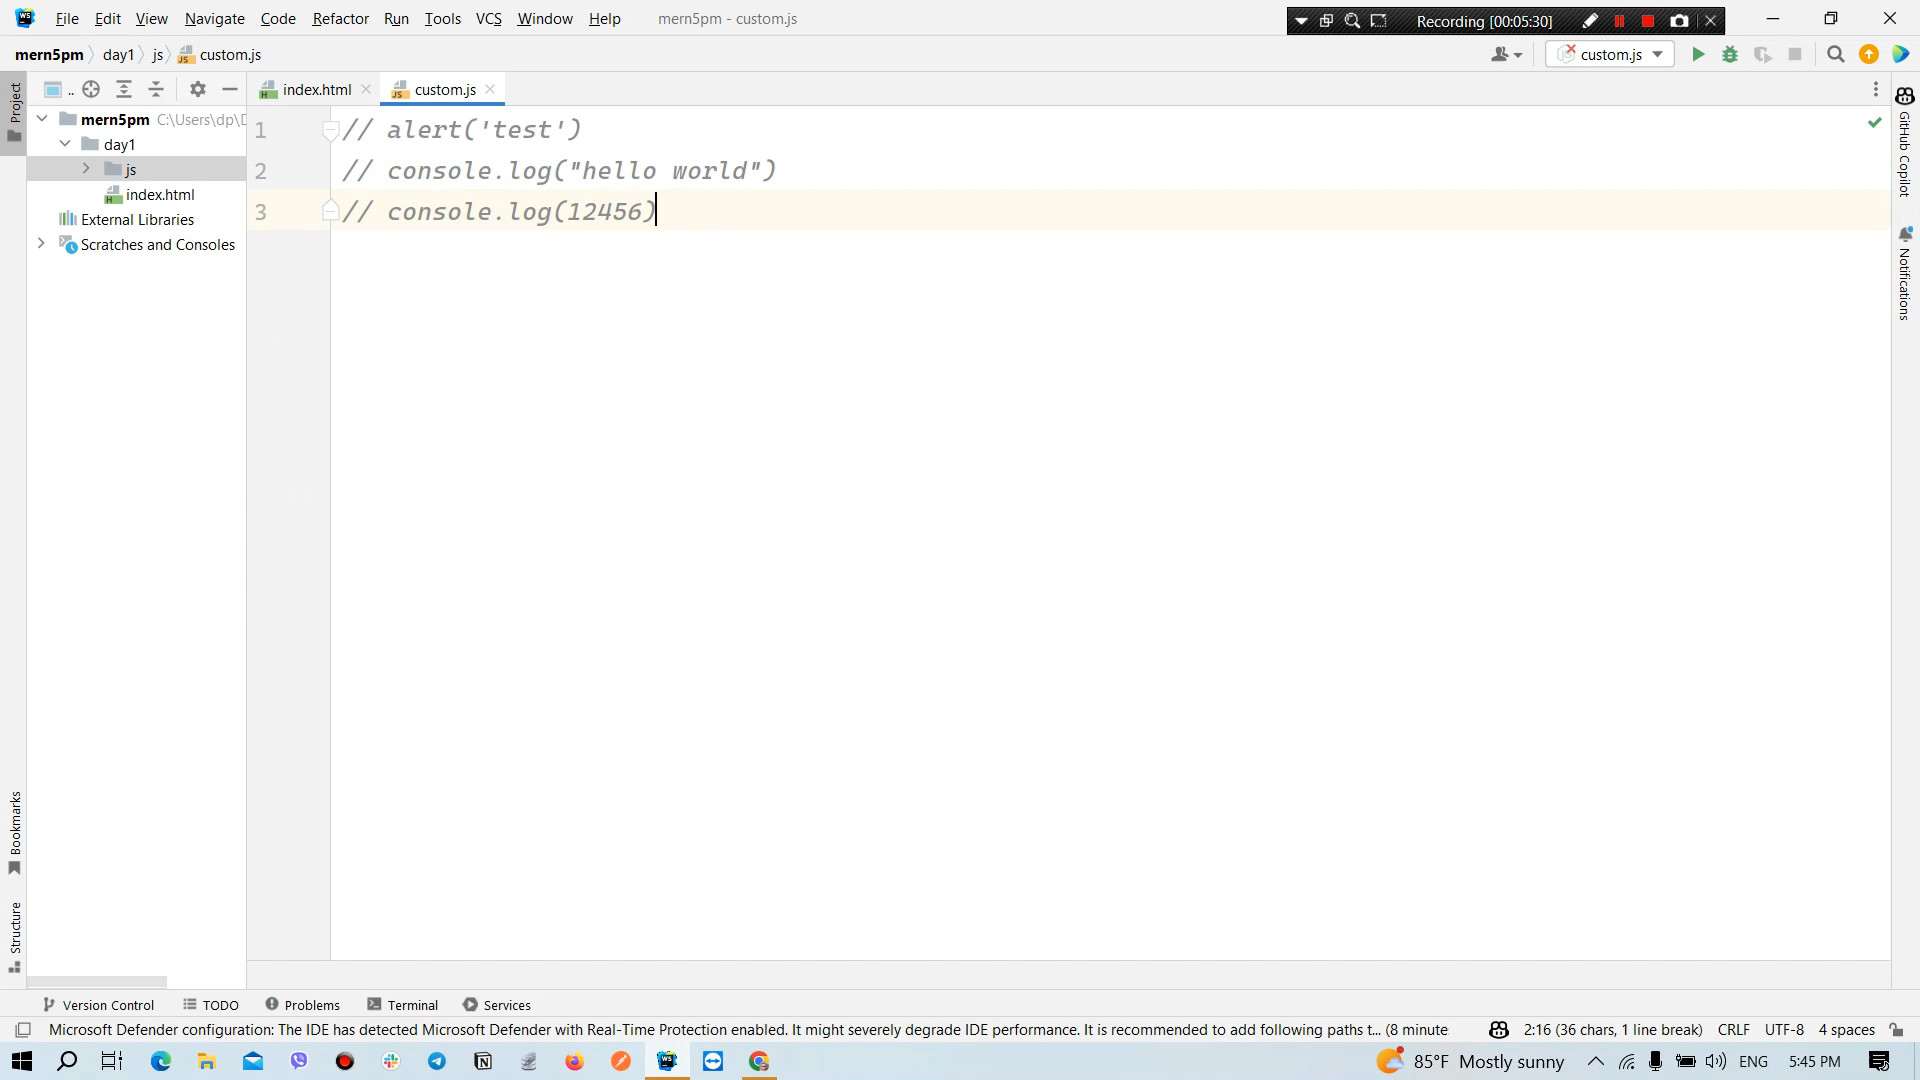 File Edit View Navigate Code Refactor Run Tools VCS Window Help mern5pm - custom.js
Recording [00:05:30]
mern5pm day1 js custom.js
custom.js
Project
..
index.html custom.js
mern5pm C:\Users\dp\D
day1
js
index.html
External Libraries
Scratches and Consoles
1 // alert('test')
2 // console.log("hello world")
3 // console.log(12456)
GitHub Copilot
Notifications
Bookmarks
Structure
Version Control TODO Problems Terminal Services
Microsoft Defender configuration: The IDE has detected Microsoft Defender with Real-Time Protection enabled. It might severely degrade IDE performance. It is recommended to add following paths t... (8 minute 2:16 (36 chars, 1 line break) CRLF UTF-8 4 spaces
85°F Mostly sunny ENG 5:45 PM